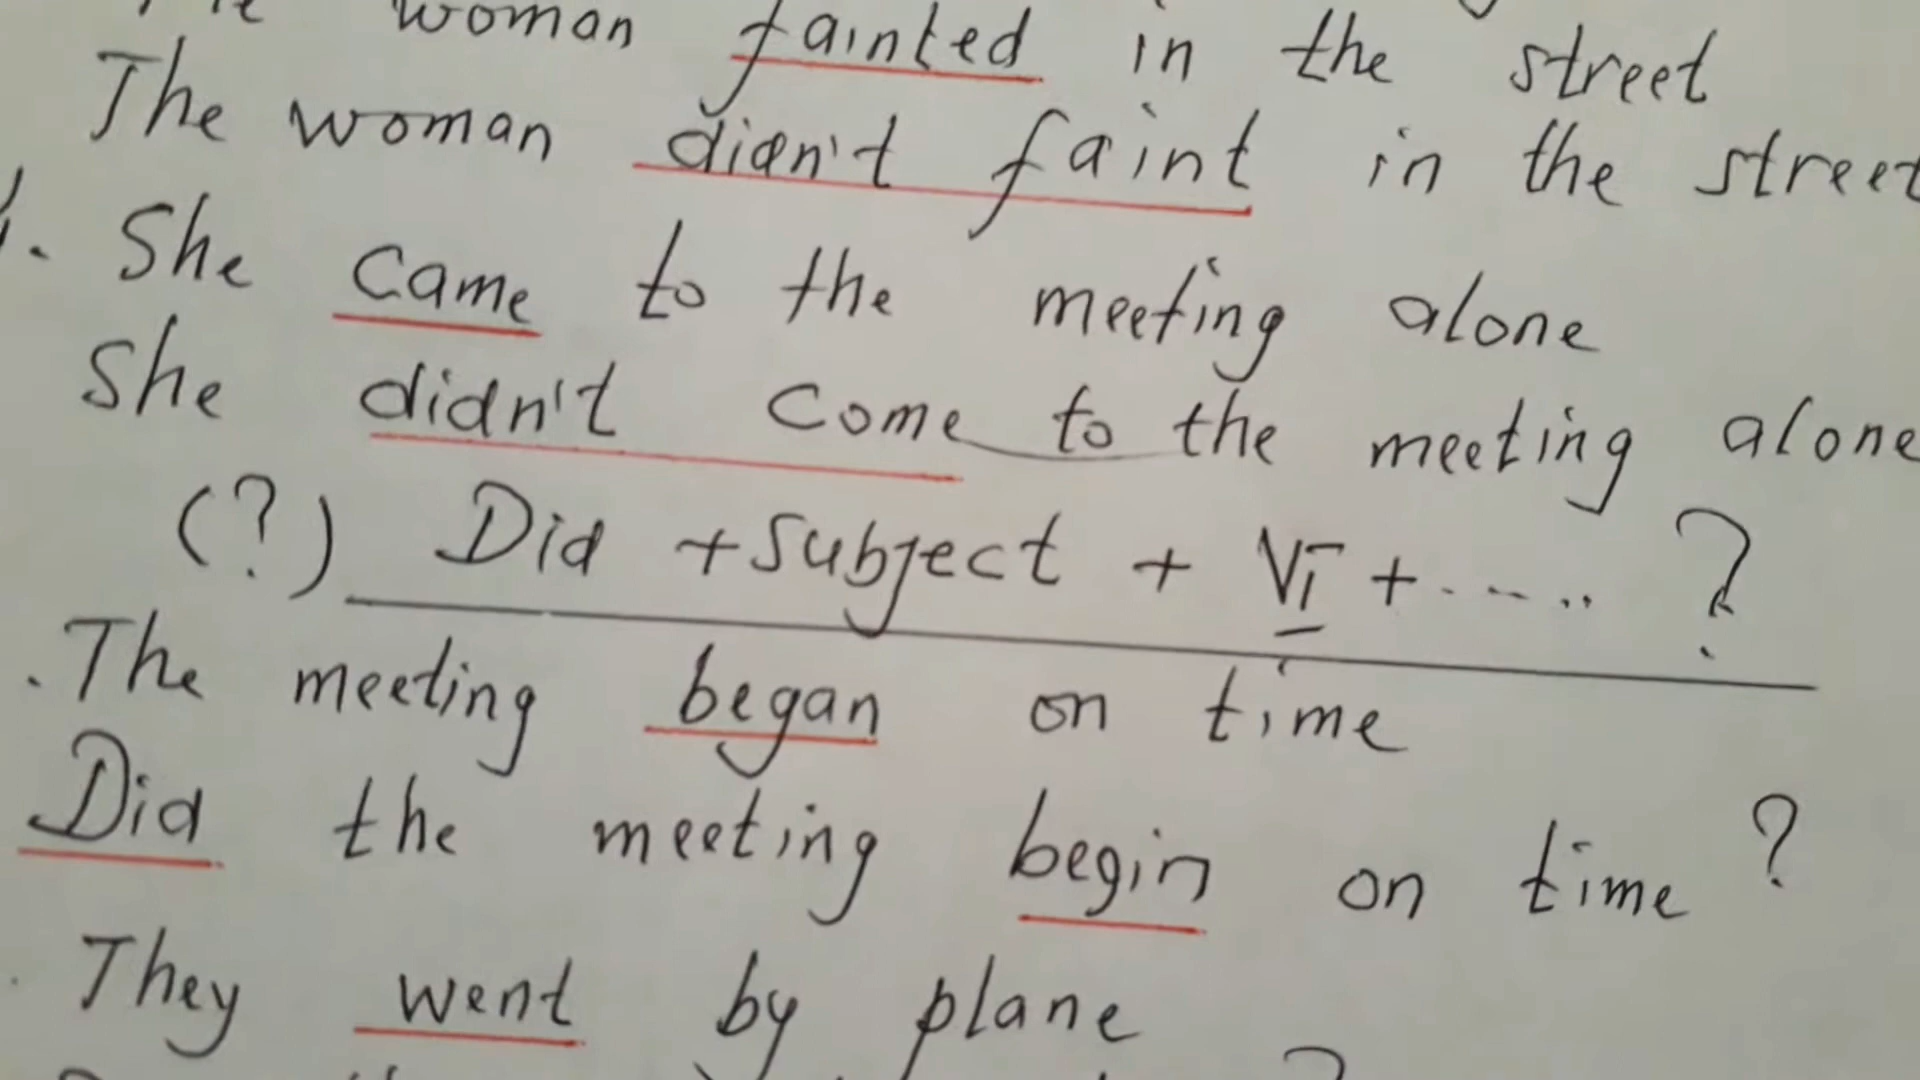 woman fainted in the street
The woman didn't faint in the street
. She came to the meeting alone
She didn't come to the meeting alone
(?) Did + Subject + VI + ..... ?
. The meeting began on time
Did the meeting begin on time ?
They went by plane